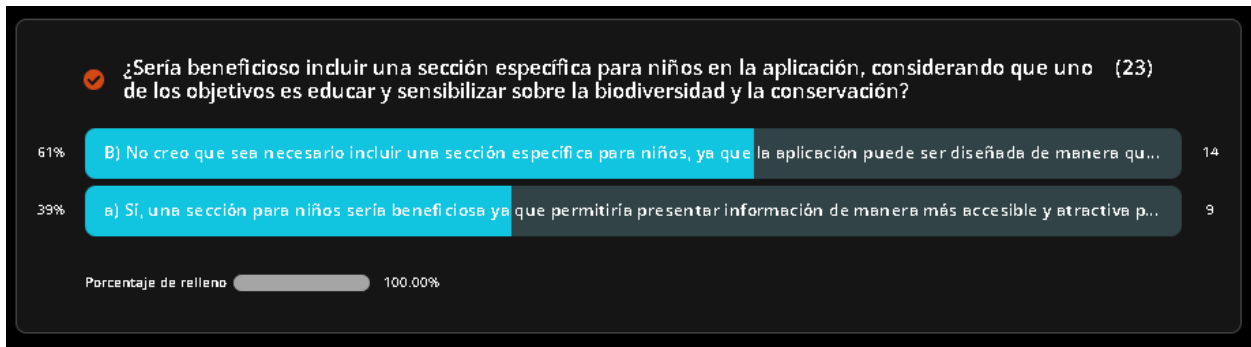 ¿Sería beneficioso incluir una sección específica para niños en la aplicación, considerando que uno (23)
de los objetivos es educar y sensibilizar sobre la biodiversidad y la conservación?
61% B) No creo que sea necesario incluir una sección específica para niños, ya que la aplicación puede ser diseñada de manera qu... 14
39% a) Sí, una sección para niños sería beneficiosa ya que permitiría presentar información de manera más accesible y atractiva p... 9
Porcentaje de relleno 100.00%